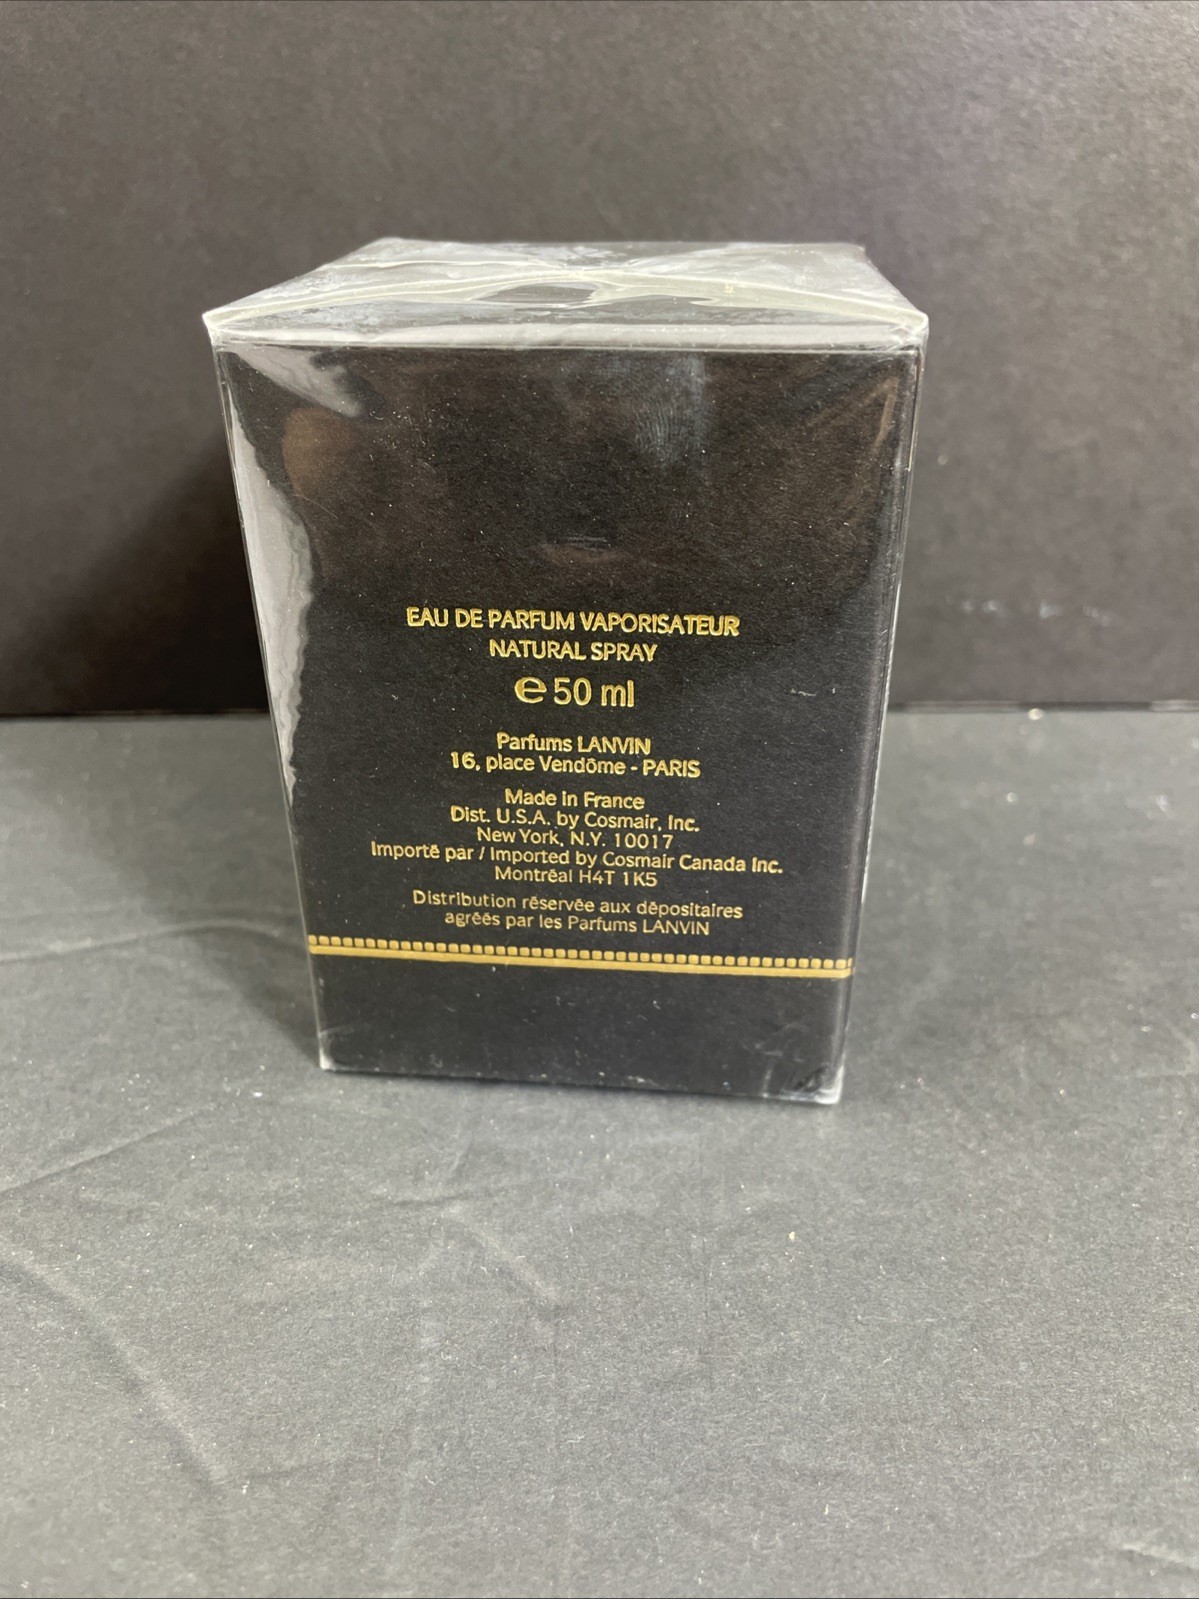 EAU DE PARFUM VAPORISATEUR
NATURAL SPRAY
℮ 50 ml
Parfums LANVIN
16, place Vendôme - PARIS
Made in France
Dist. U.S.A. by Cosmair, Inc.
New York, N.Y. 10017
Importé par / Imported by Cosmair Canada Inc.
Montréal H4T 1K5
Distribution réservée aux dépositaires
agréés par les Parfums LANVIN